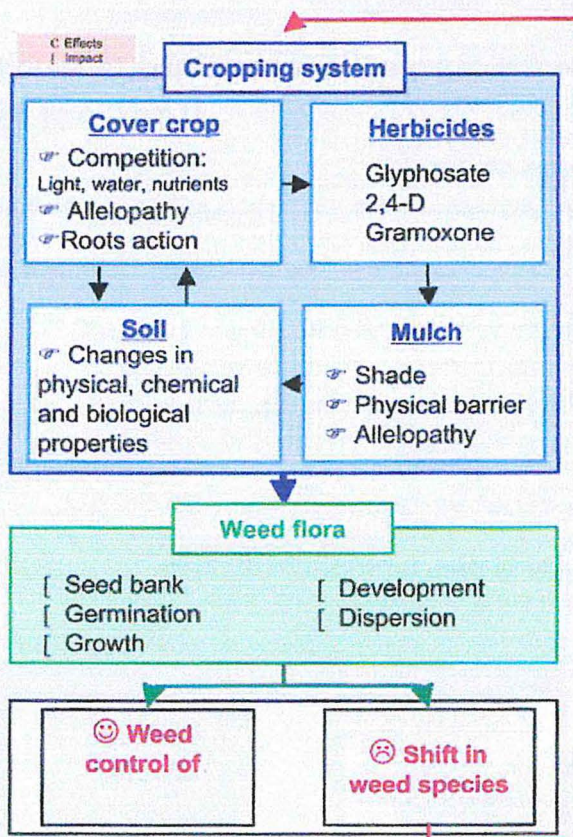 C Effects
[ Impact
Cropping system
Cover crop
☞ Competition:
Light, water, nutrients
☞ Allelopathy
☞ Roots action
Herbicides
Glyphosate
2,4-D
Gramoxone
Soil
☞ Changes in
physical, chemical
and biological
properties
Mulch
☞ Shade
☞ Physical barrier
☞ Allelopathy
Weed flora
[ Seed bank
[ Germination
[ Growth
[ Development
[ Dispersion
☺ Weed
control of
☹ Shift in
weed species